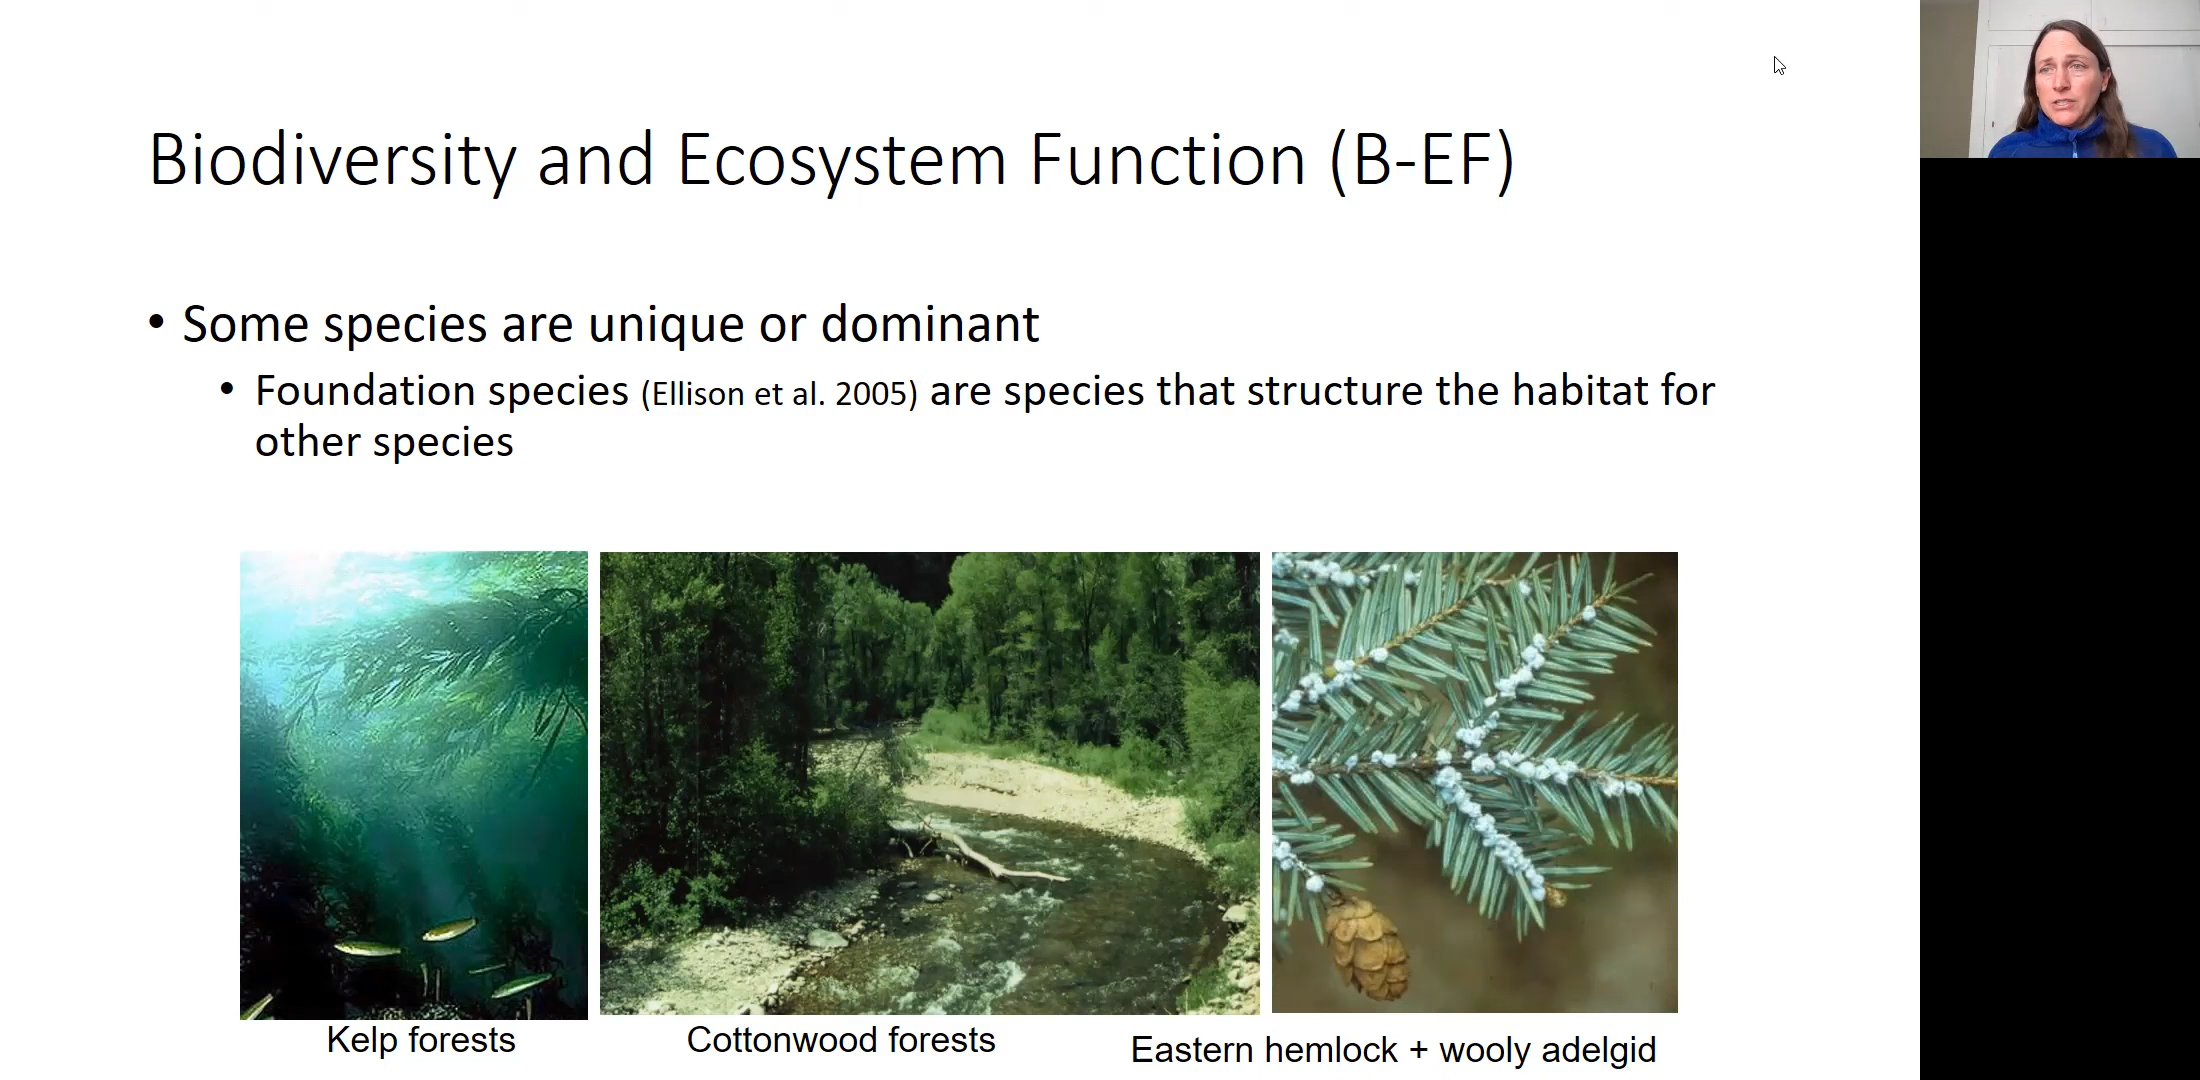 Biodiversity and Ecosystem Function (B-EF)
• Some species are unique or dominant
• Foundation species (Ellison et al. 2005) are species that structure the habitat for
other species
Kelp forests
Cottonwood forests
Eastern hemlock + wooly adelgid